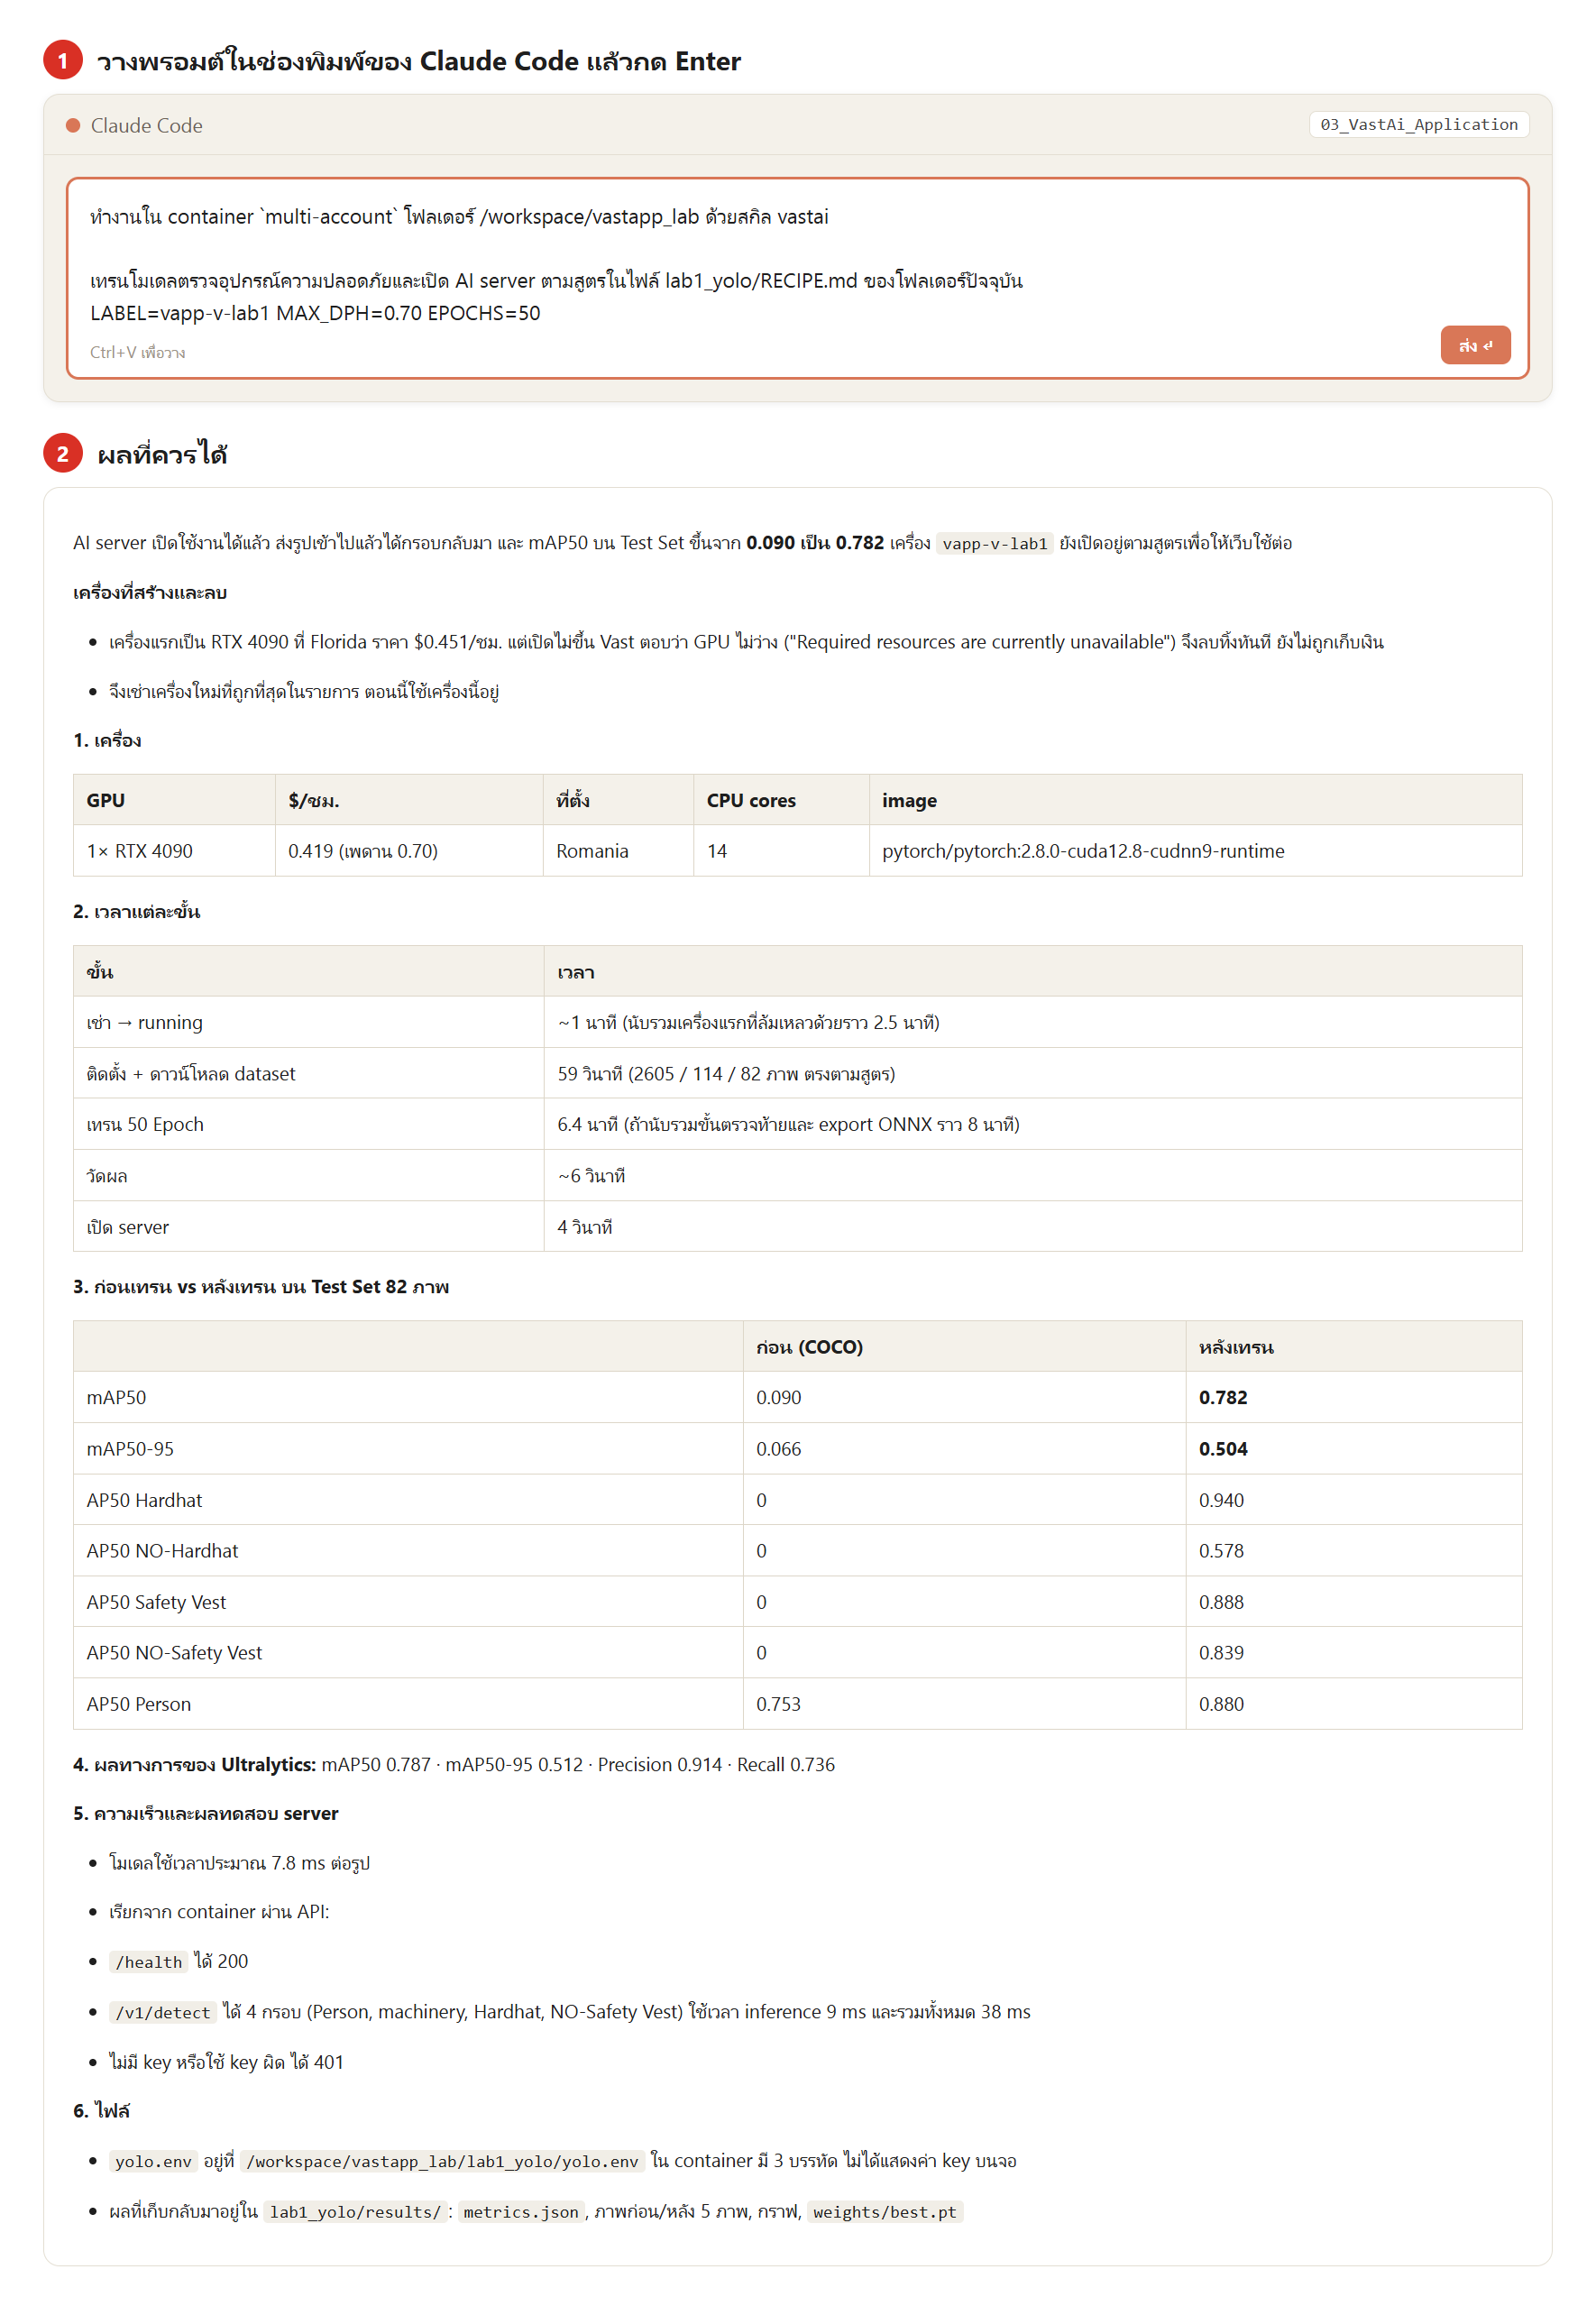 1 วางพรอมต์ในช่องพิมพ์ของ Claude Code แล้วกด Enter
Claude Code
03_VastAi_Application
ทำงานใน container `multi-account` โฟลเดอร์ /workspace/vastapp_lab ด้วยสกิล vastai
เทรนโมเดลตรวจอุปกรณ์ความปลอดภัยและเปิด AI server ตามสูตรในไฟล์ lab1_yolo/RECIPE.md ของโฟลเดอร์ปัจจุบัน
LABEL=vapp-v-lab1 MAX_DPH=0.70 EPOCHS=50
Ctrl+V เพื่อวาง
ส่ง ⏎
2 ผลที่ควรได้
AI server เปิดใช้งานได้แล้ว ส่งรูปเข้าไปแล้วได้กรอบกลับมา และ mAP50 บน Test Set ขึ้นจาก 0.090 เป็น 0.782 เครื่อง vapp-v-lab1 ยังเปิดอยู่ตามสูตรเพื่อให้เว็บใช้ต่อ
เครื่องที่สร้างและลบ
• เครื่องแรกเป็น RTX 4090 ที่ Florida ราคา $0.451/ชม. แต่เปิดไม่ขึ้น Vast ตอบว่า GPU ไม่ว่าง ("Required resources are currently unavailable") จึงลบทิ้งทันที ยังไม่ถูกเก็บเงิน
• จึงเช่าเครื่องใหม่ที่ถูกที่สุดในรายการ ตอนนี้ใช้เครื่องนี้อยู่
1. เครื่อง
GPU $/ชม. ที่ตั้ง CPU cores image
1× RTX 4090 0.419 (เพดาน 0.70) Romania 14 pytorch/pytorch:2.8.0-cuda12.8-cudnn9-runtime
2. เวลาแต่ละขั้น
ขั้น เวลา
เช่า → running ~1 นาที (นับรวมเครื่องแรกที่ล้มเหลวด้วยราว 2.5 นาที)
ติดตั้ง + ดาวน์โหลด dataset 59 วินาที (2605 / 114 / 82 ภาพ ตรงตามสูตร)
เทรน 50 Epoch 6.4 นาที (ถ้านับรวมขั้นตรวจท้ายและ export ONNX ราว 8 นาที)
วัดผล ~6 วินาที
เปิด server 4 วินาที
3. ก่อนเทรน vs หลังเทรน บน Test Set 82 ภาพ
ก่อน (COCO) หลังเทรน
mAP50 0.090 0.782
mAP50-95 0.066 0.504
AP50 Hardhat 0 0.940
AP50 NO-Hardhat 0 0.578
AP50 Safety Vest 0 0.888
AP50 NO-Safety Vest 0 0.839
AP50 Person 0.753 0.880
4. ผลทางการของ Ultralytics: mAP50 0.787 · mAP50-95 0.512 · Precision 0.914 · Recall 0.736
5. ความเร็วและผลทดสอบ server
• โมเดลใช้เวลาประมาณ 7.8 ms ต่อรูป
• เรียกจาก container ผ่าน API:
• /health ได้ 200
• /v1/detect ได้ 4 กรอบ (Person, machinery, Hardhat, NO-Safety Vest) ใช้เวลา inference 9 ms และรวมทั้งหมด 38 ms
• ไม่มี key หรือใช้ key ผิด ได้ 401
6. ไฟล์
• yolo.env อยู่ที่ /workspace/vastapp_lab/lab1_yolo/yolo.env ใน container มี 3 บรรทัด ไม่ได้แสดงค่า key บนจอ
• ผลที่เก็บกลับมาอยู่ใน lab1_yolo/results/ : metrics.json , ภาพก่อน/หลัง 5 ภาพ, กราฟ, weights/best.pt